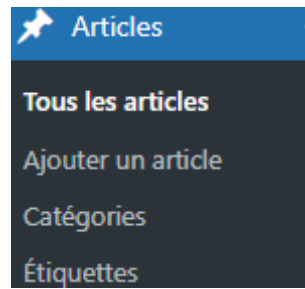 Articles
Tous les articles
Ajouter un article
Catégories
Étiquettes